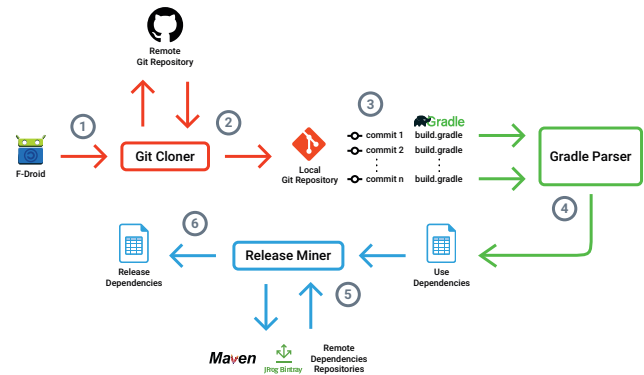 Remote
Git Repository
1
2
3
Gradle
F-Droid
Git Cloner
Local
Git Repository
commit 1 build.gradle
commit 2 build.gradle
commit n build.gradle
Gradle Parser
4
6
Release
Dependencies
Release Miner
Use
Dependencies
5
Maven
JFrog Bintray
Remote
Dependencies
Repositories